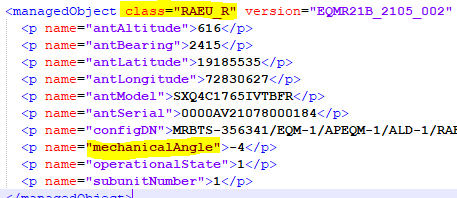 <managedObject class="RAEU_R" version="EQMR21B_2105_002"
<p name="antAltitude">616</p>
<p name="antBearing">2415</p>
<p name="antLatitude">19185535</p>
<p name="antLongitude">72830627</p>
<p name="antModel">SXQ4C1765IVTBFR</p>
<p name="antSerial">0000AV21078000184</p>
<p name="configDN">MRBTS-356341/EQM-1/APEQM-1/ALD-1/RAE
<p name="mechanicalAngle">-4</p>
<p name="operationalState">1</p>
<p name="subunitNumber">1</p>
</managedObject>